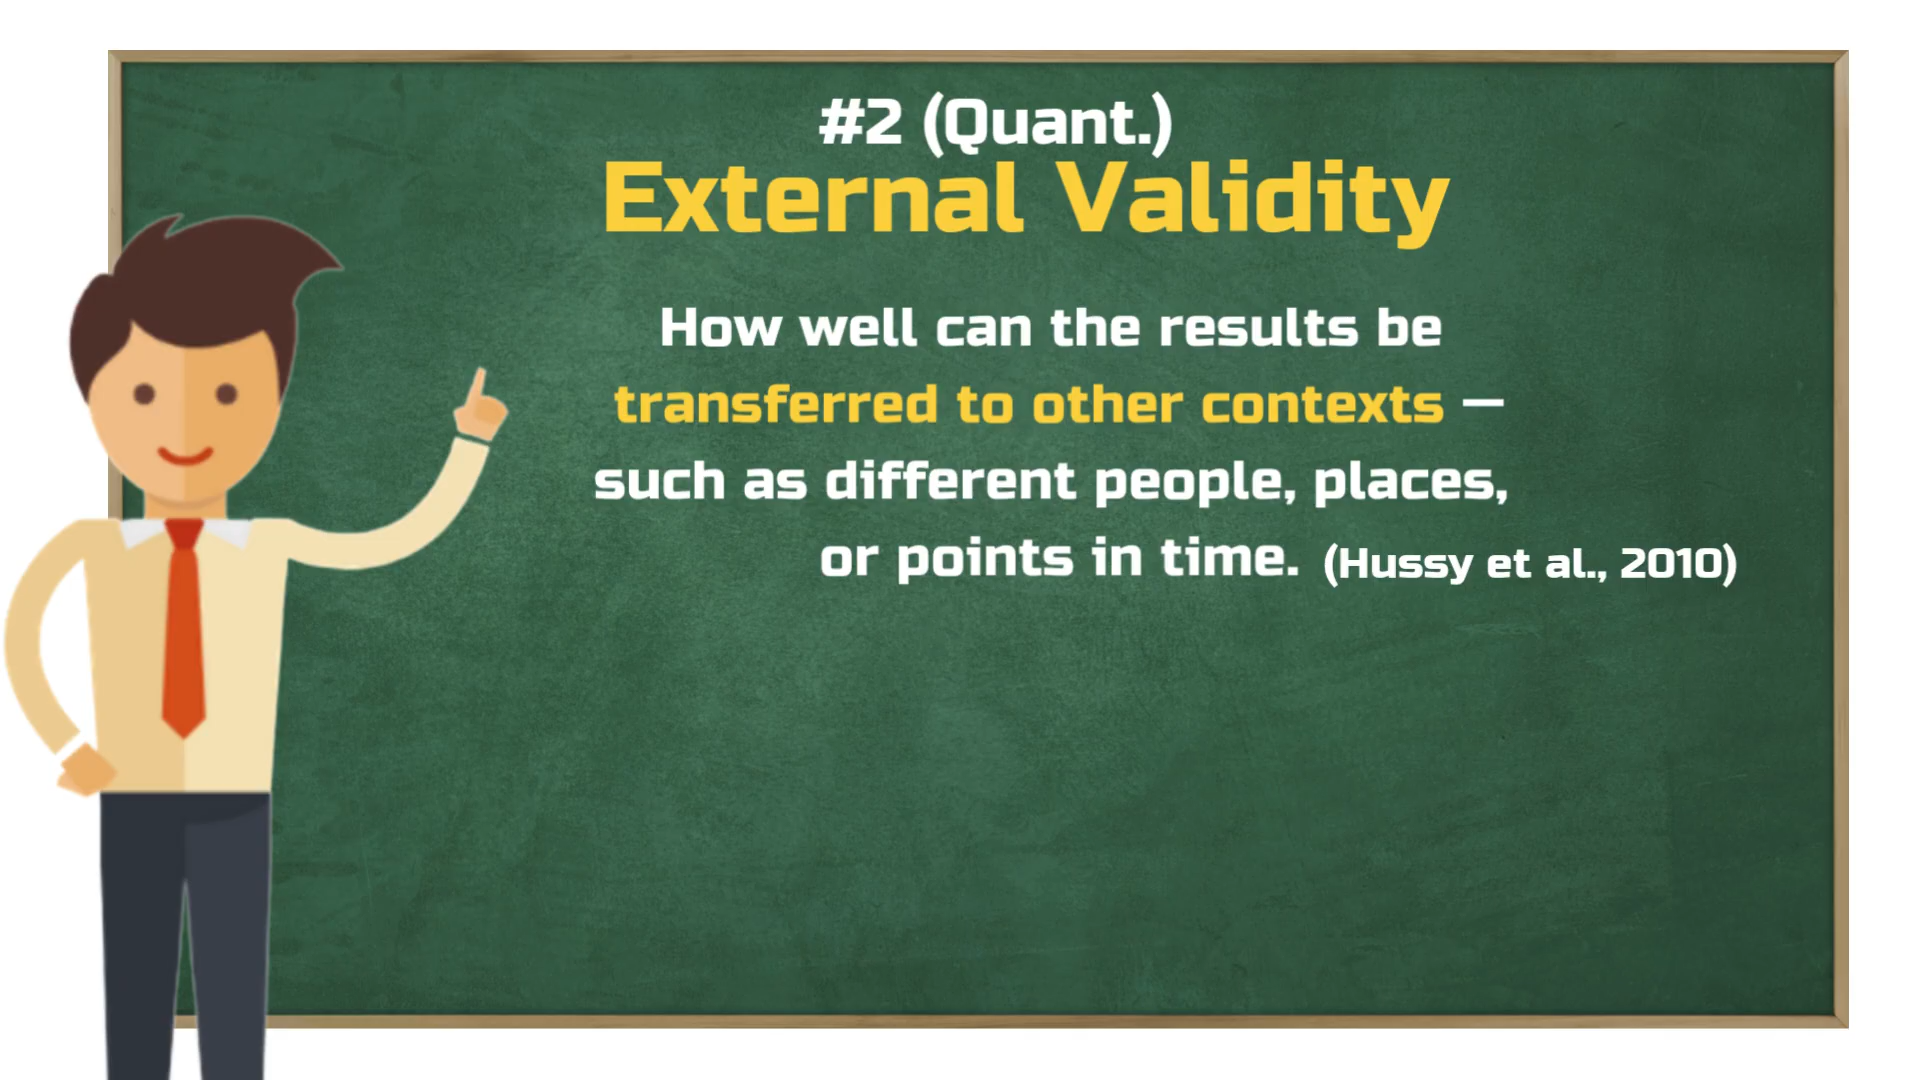 #2 (Quant.)
External Validity
How well can the results be
transferred to other contexts —
such as different people, places,
or points in time. (Hussy et al., 2010)